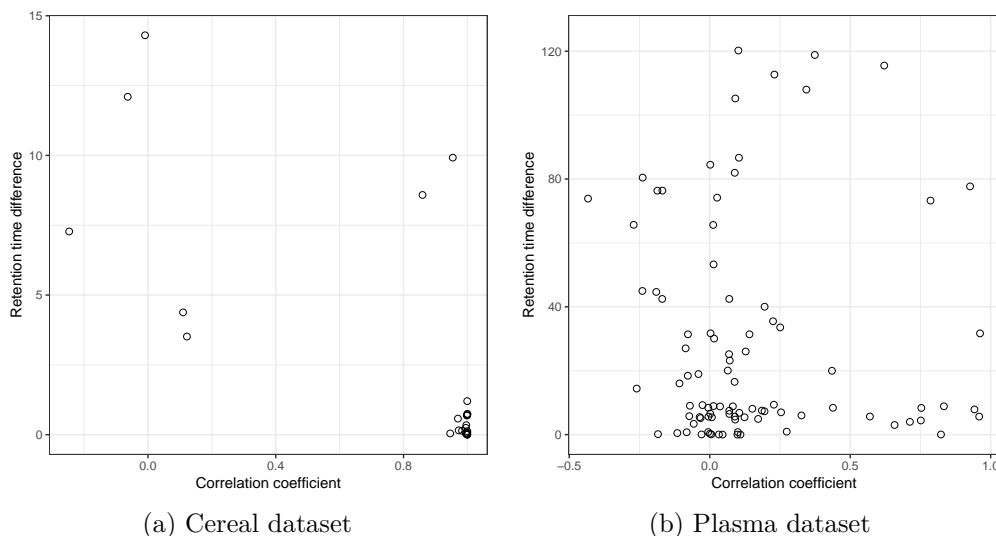 15
10
5
0
Retention time difference
0.0
0.8
Correlation coefficient
(a) Cereal dataset
120
80
40
0
Retention time difference
−0.5
0.0
0.5
1.0
Correlation coefficient
(b) Plasma dataset